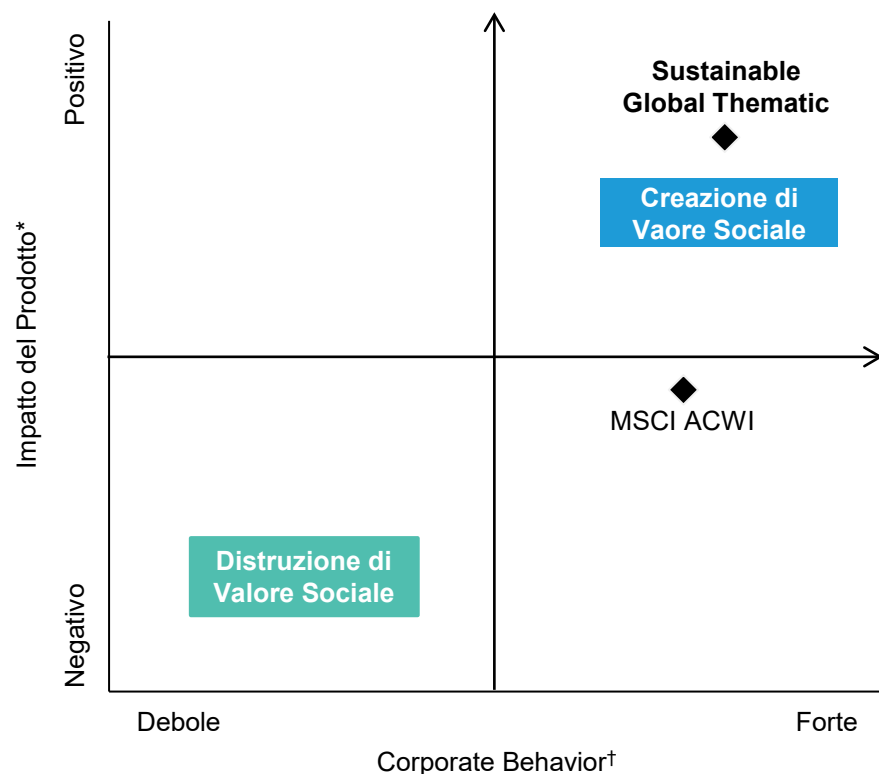 Positivo
Sustainable
Global Thematic
Creazione di
Vaore Sociale
Impatto del Prodotto*
MSCI ACWI
Distruzione di
Valore Sociale
Negativo
Debole
Forte
Corporate Behavior†